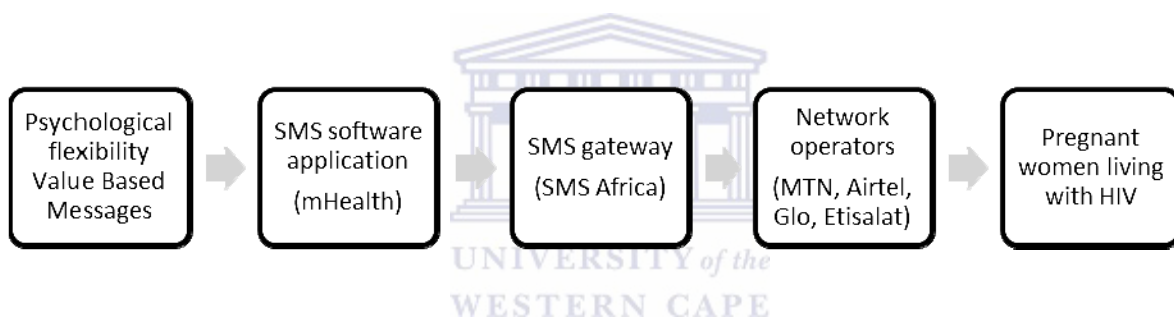 Psychological
flexibility
Value Based
Messages
SMS software
application
(mHealth)
SMS gateway
(SMS Africa)
Network
operators
(MTN, Airtel,
Glo, Etisalat)
Pregnant
women living
with HIV
UNIVERSITY of the
WESTERN CAPE